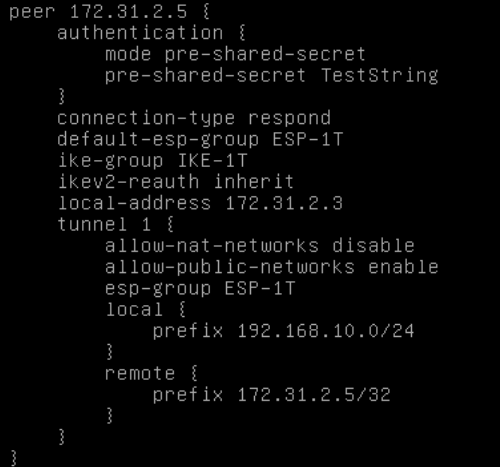 peer 172.31.2.5 {
    authentication {
        mode pre-shared-secret
        pre-shared-secret TestString
    }
    connection-type respond
    default-esp-group ESP-1T
    ike-group IKE-1T
    ikev2-reauth inherit
    local-address 172.31.2.3
    tunnel 1 {
        allow-nat-networks disable
        allow-public-networks enable
        esp-group ESP-1T
        local {
            prefix 192.168.10.0/24
        }
        remote {
            prefix 172.31.2.5/32
        }
    }
}